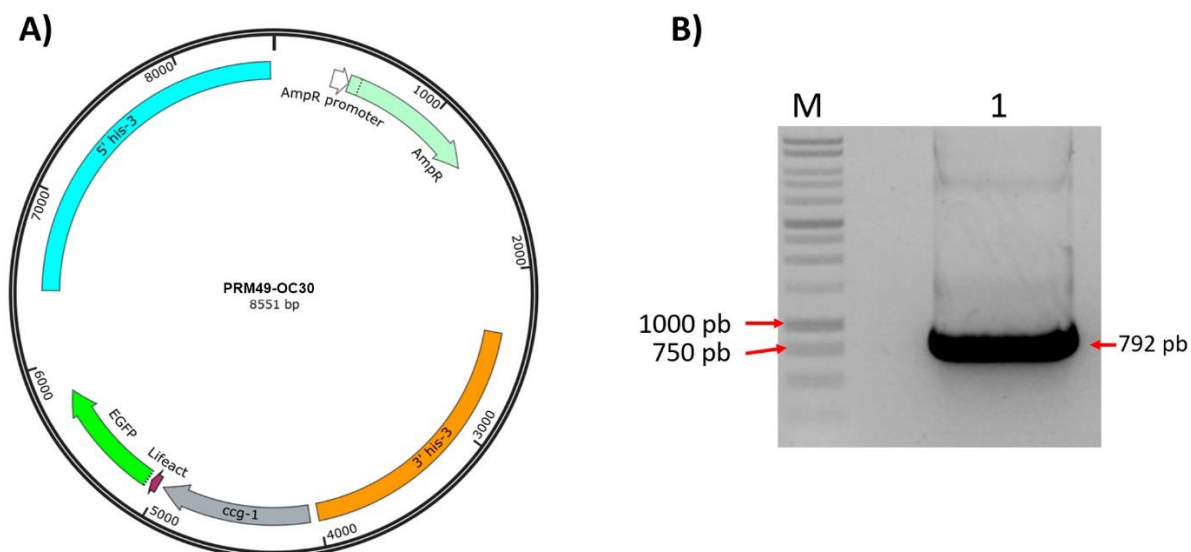 A)
8000
5' his-3
7000
AmpR promoter
1000
AmpR
2000
PRM49-OC30
8551 bp
6000
EGFP
Lifeact
5000
ccg-1
4000
3' his-3
3000
B)
M 1
1000 pb
750 pb
792 pb